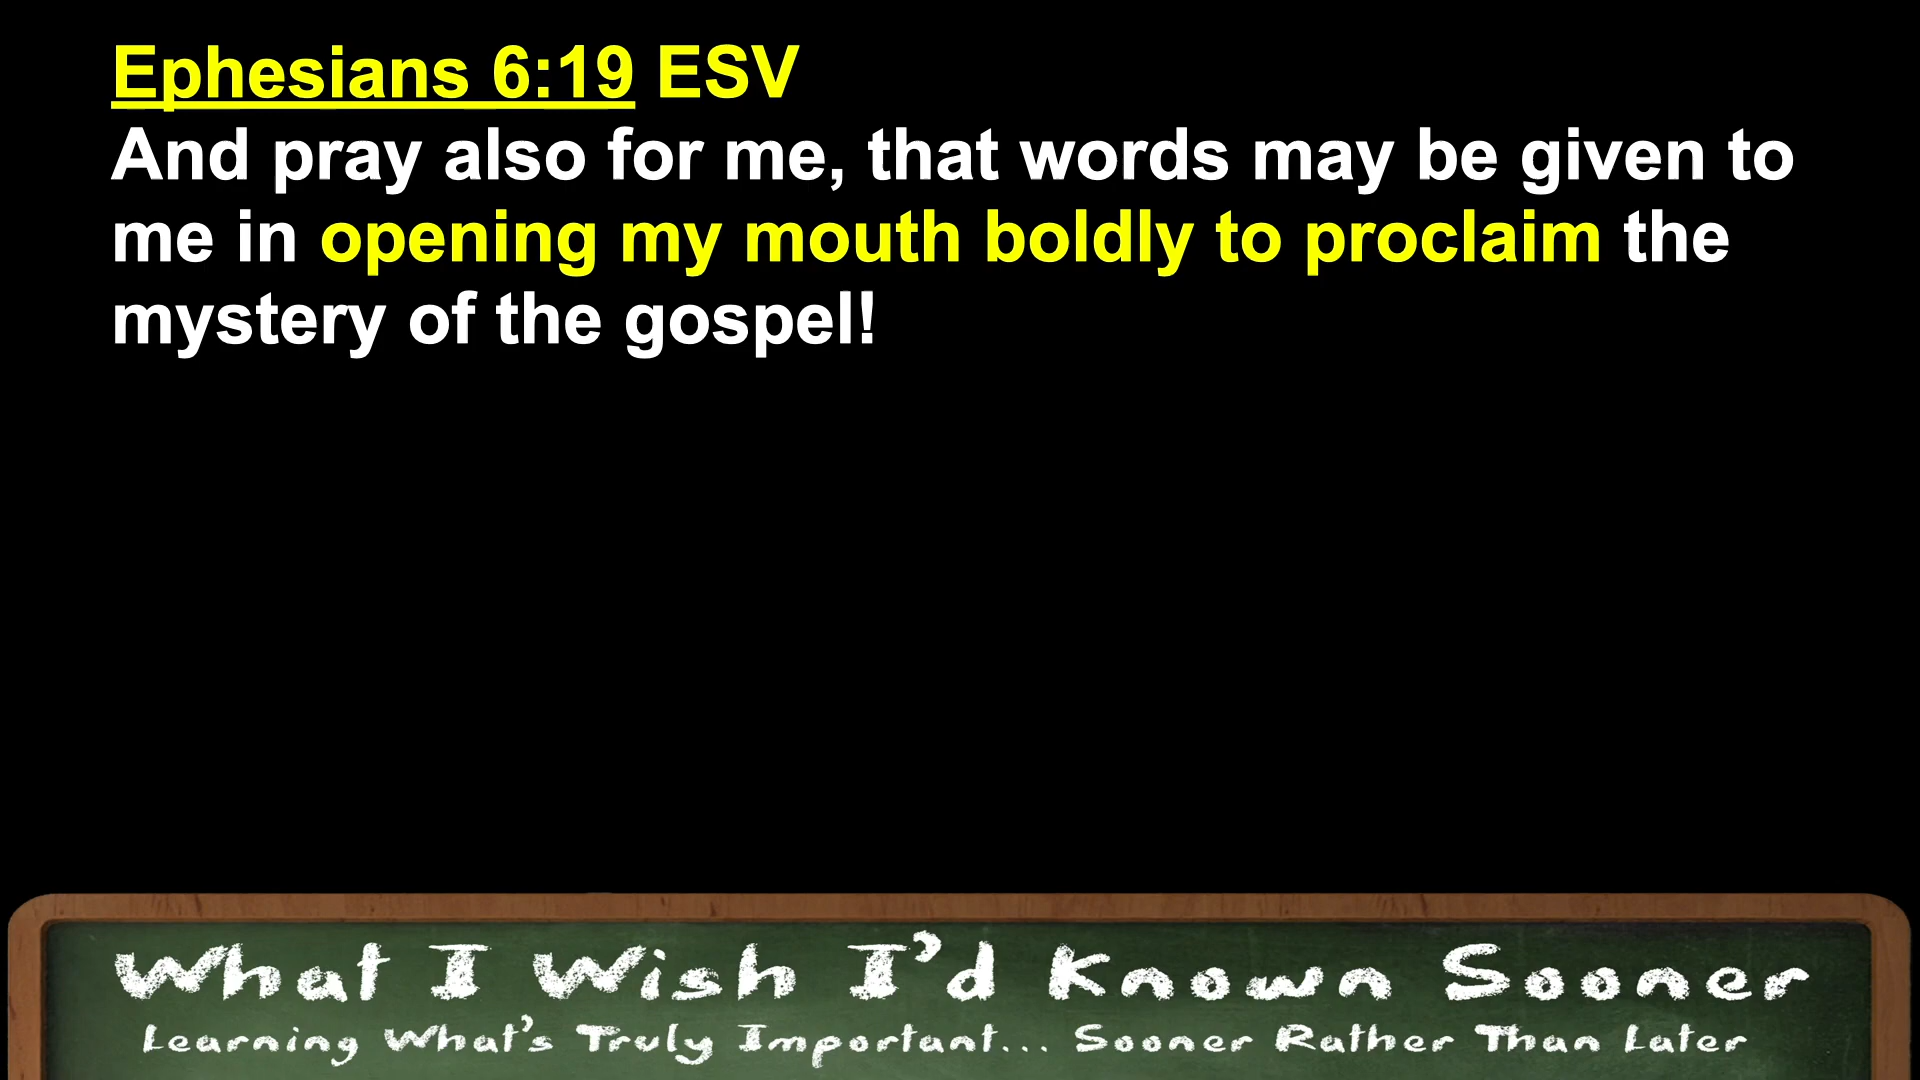 Ephesians 6:19 ESV
And pray also for me, that words may be given to
me in opening my mouth boldly to proclaim the
mystery of the gospel!
What I Wish I’d Known Sooner
Learning What’s Truly Important... Sooner Rather Than Later